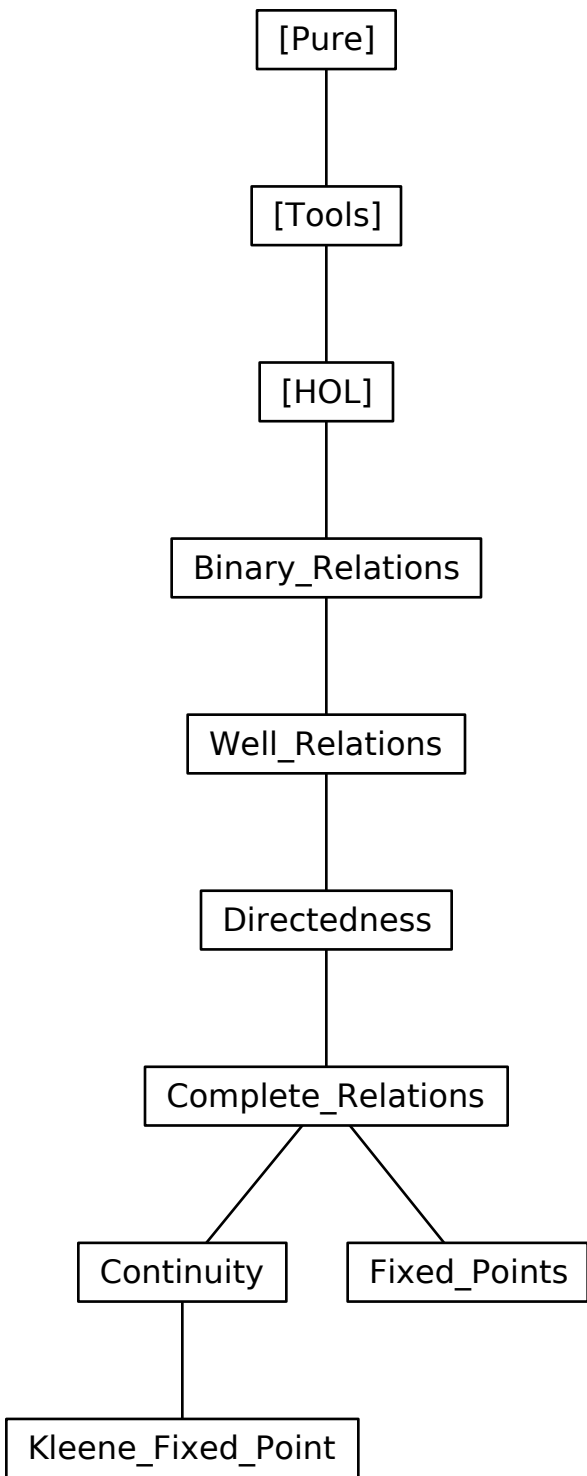 [Pure]
[Tools]
[HOL]
Binary_Relations
Well_Relations
Directedness
Complete_Relations
Continuity
Fixed_Points
Kleene_Fixed_Point